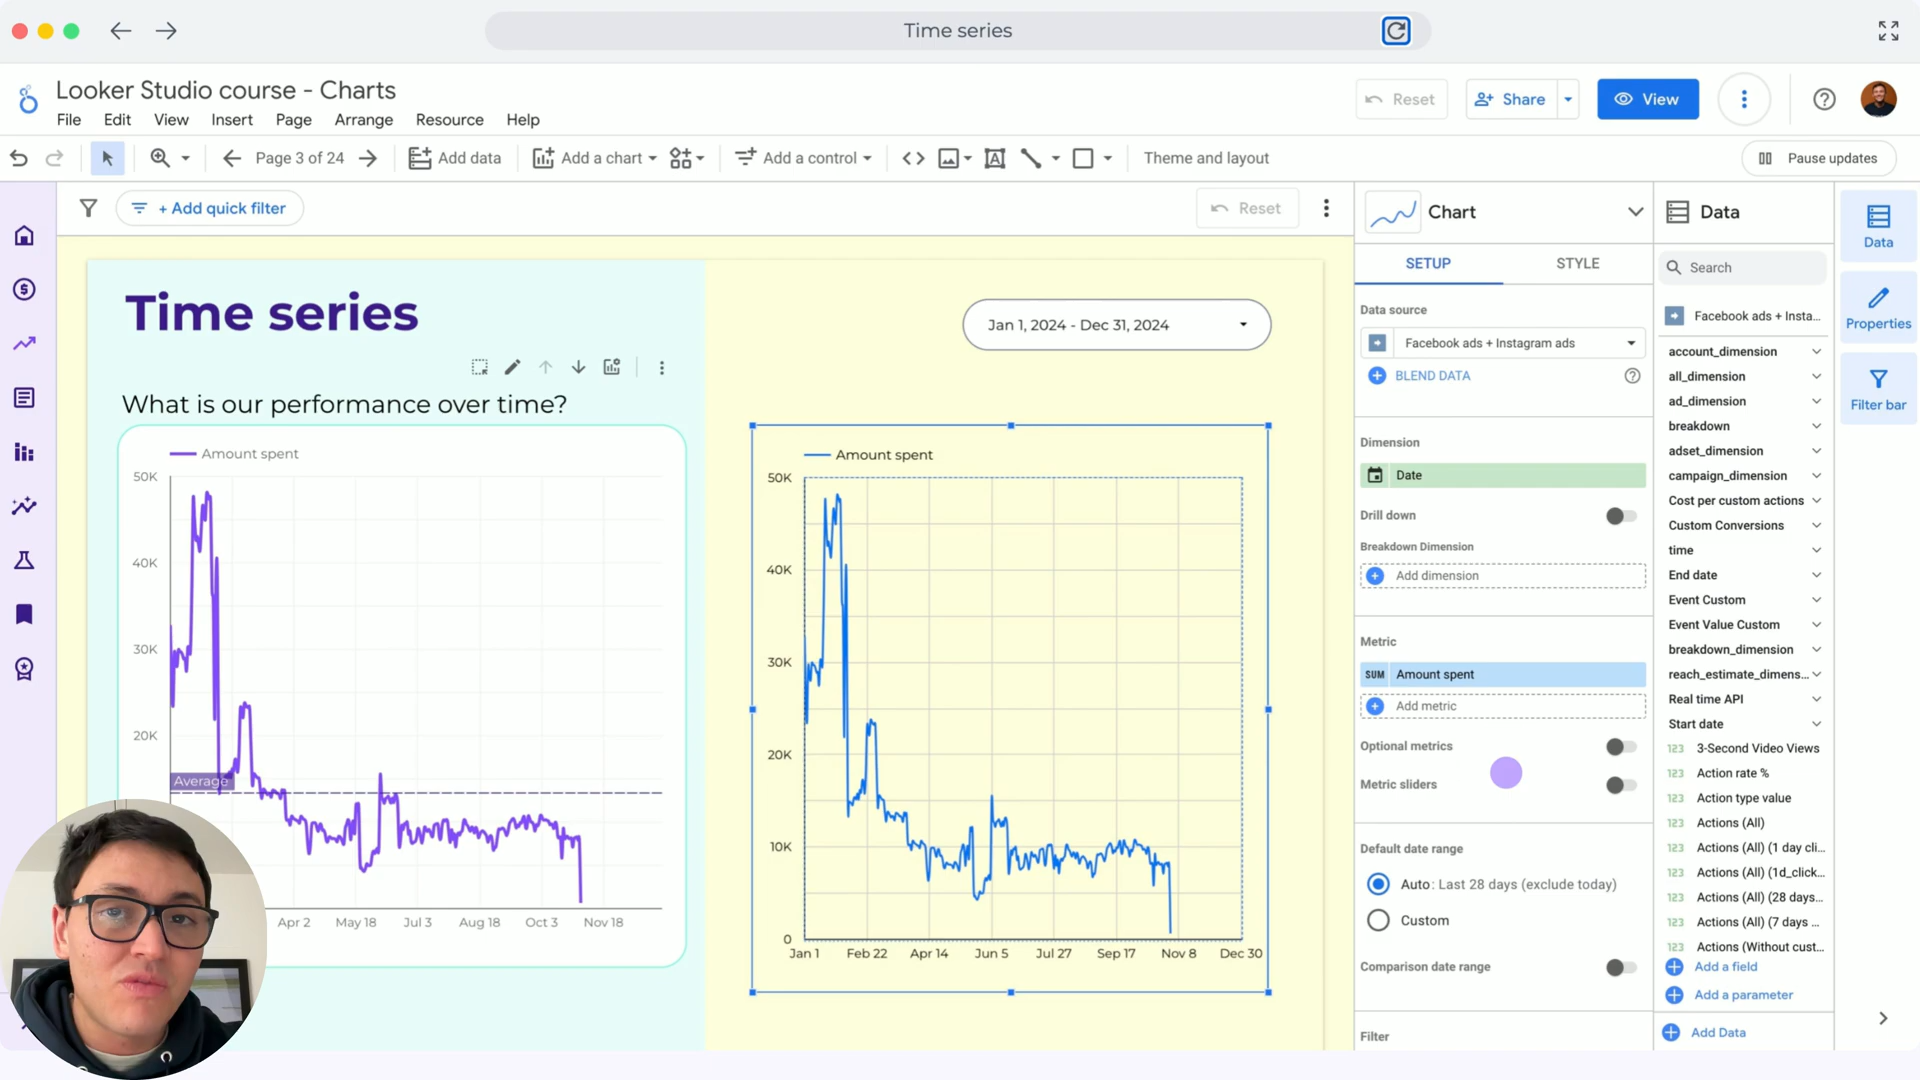 Time series
Looker Studio course - Charts
File Edit View Insert Page Arrange Resource Help
Reset
Share
View
Page 3 of 24
Add data
Add a chart
Add a control
Theme and layout
Pause updates
+ Add quick filter
Reset
Time series
What is our performance over time?
Amount spent
50K
40K
30K
20K
Average
Apr 2 May 18 Jul 3 Aug 18 Oct 3 Nov 18
Jan 1, 2024 - Dec 31, 2024
Amount spent
50K
40K
30K
20K
10K
0
Jan 1 Feb 22 Apr 14 Jun 5 Jul 27 Sep 17 Nov 8 Dec 30
Chart
SETUP STYLE
Data source
Facebook ads + Instagram ads
BLEND DATA
Dimension
Date
Drill down
Breakdown Dimension
Add dimension
Metric
SUM Amount spent
Add metric
Optional metrics
Metric sliders
Default date range
Auto: Last 28 days (exclude today)
Custom
Comparison date range
Filter
Data
Search
Facebook ads + Insta...
account_dimension
all_dimension
ad_dimension
breakdown
adset_dimension
campaign_dimension
Cost per custom actions
Custom Conversions
time
End date
Event Custom
Event Value Custom
breakdown_dimension
reach_estimate_dimens...
Real time API
Start date
123 3-Second Video Views
123 Action rate %
123 Action type value
123 Actions (All)
123 Actions (All) (1 day cli...
123 Actions (All) (1d_click...
123 Actions (All) (28 days...
123 Actions (All) (7 days ...
123 Actions (Without cust...
Add a field
Add a parameter
Add Data
Data
Properties
Filter bar